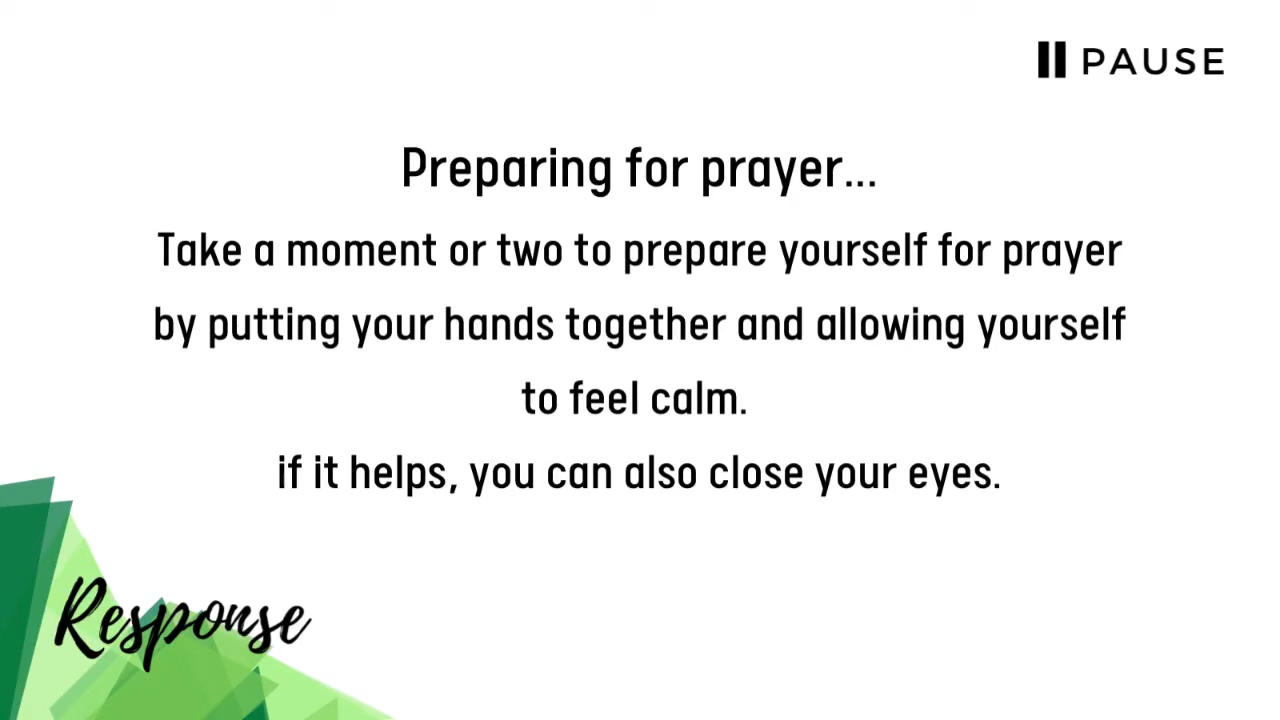 PAUSE
Preparing for prayer...
Take a moment or two to prepare yourself for prayer
by putting your hands together and allowing yourself
to feel calm.
if it helps, you can also close your eyes.
Response